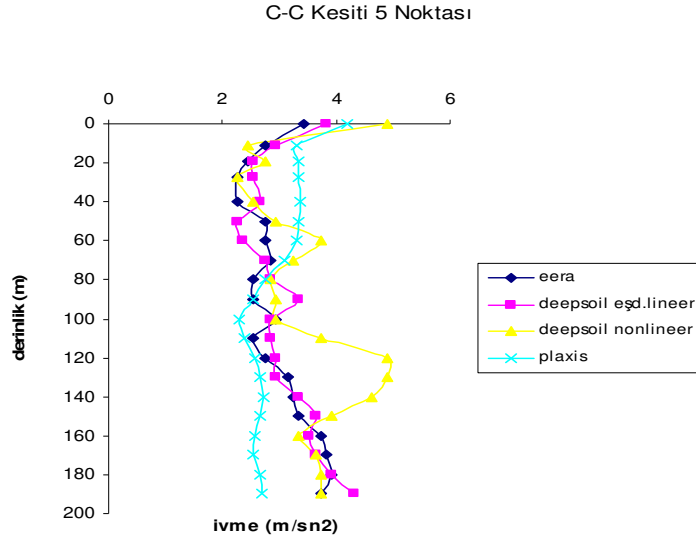 C-C Kesiti 5 Noktası
0 2 4 6
0
20
40
60
80
100
120
140
160
180
200
derinlik (m)
ivme (m/sn2)
eera
deepsoil eşd.lineer
deepsoil nonlineer
plaxis